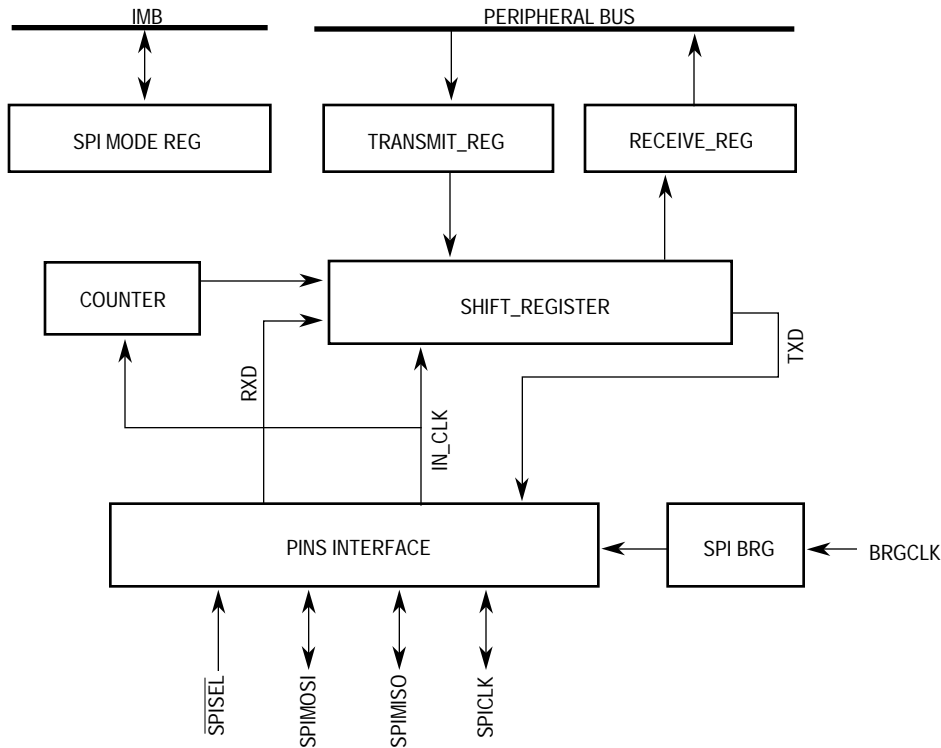 IMB
PERIPHERAL BUS
SPI MODE REG
TRANSMIT_REG
RECEIVE_REG
COUNTER
SHIFT_REGISTER
TXD
RXD
IN_CLK
PINS INTERFACE
SPI BRG
BRGCLK
SPISEL
SPIMOSI
SPIMISO
SPICLK